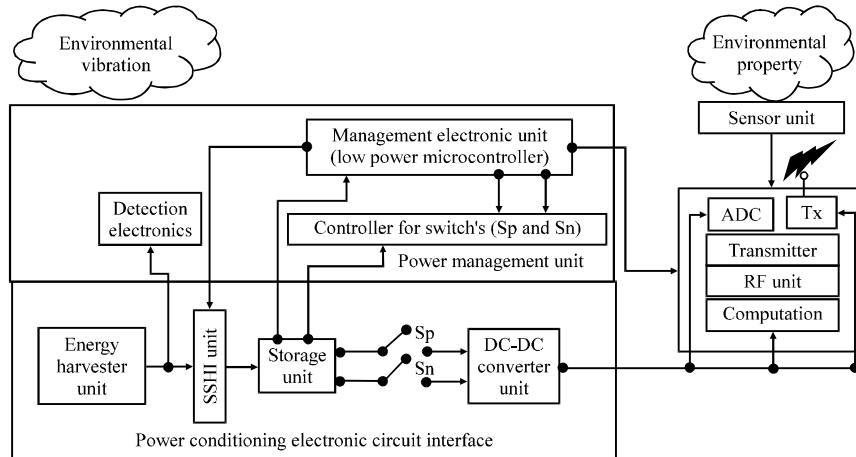 Environmental
vibration
Environmental
property
Sensor unit
Management electronic unit
(low power microcontroller)
Detection
electronics
Controller for switch's (Sp and Sn)
Power management unit
ADC
Tx
Transmitter
RF unit
Computation
Energy
harvester
unit
SSHI unit
Storage
unit
Sp
Sn
DC-DC
converter
unit
Power conditioning electronic circuit interface